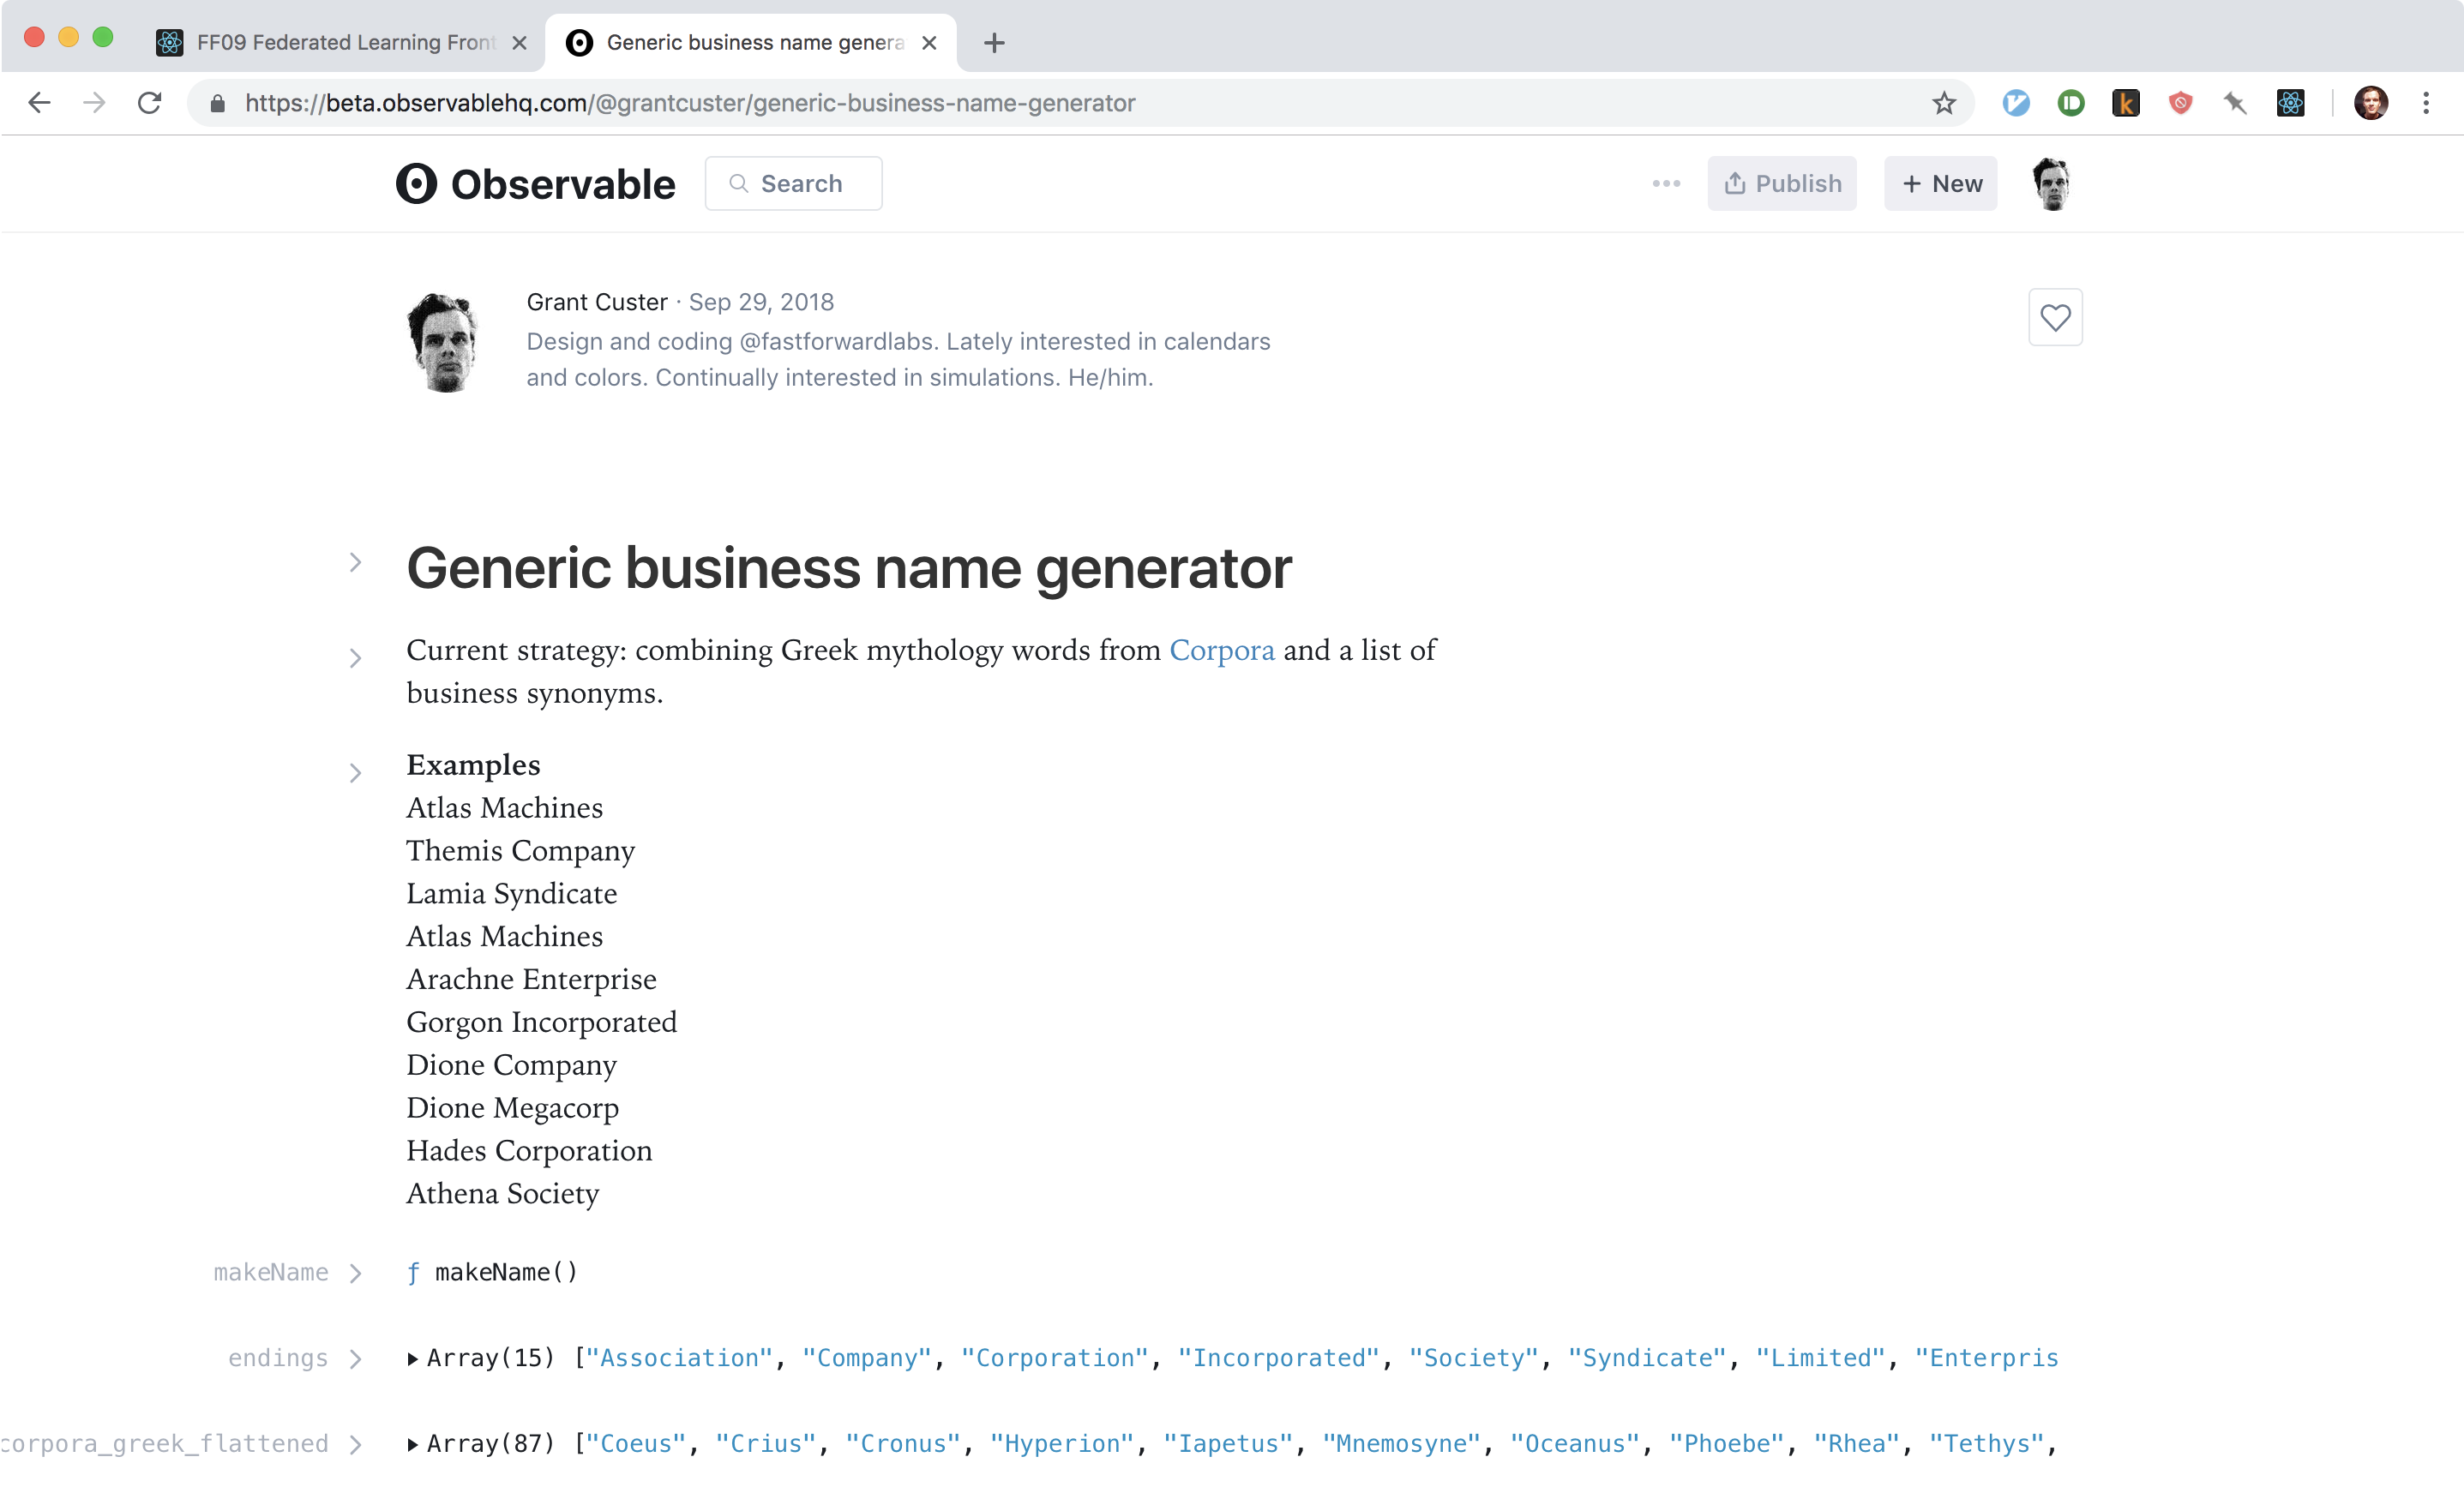 FF09 Federated Learning Front
Generic business name genera
https://beta.observablehq.com/@grantcuster/generic-business-name-generator
Observable
Search
Publish
+ New
Grant Custer · Sep 29, 2018
Design and coding @fastforwardlabs. Lately interested in calendars
and colors. Continually interested in simulations. He/him.
Generic business name generator
Current strategy: combining Greek mythology words from Corpora and a list of
business synonyms.
Examples
Atlas Machines
Themis Company
Lamia Syndicate
Atlas Machines
Arachne Enterprise
Gorgon Incorporated
Dione Company
Dione Megacorp
Hades Corporation
Athena Society
makeName ƒ makeName()
endings Array(15) ["Association", "Company", "Corporation", "Incorporated", "Society", "Syndicate", "Limited", "Enterpris
corpora_greek_flattened Array(87) ["Coeus", "Crius", "Cronus", "Hyperion", "Iapetus", "Mnemosyne", "Oceanus", "Phoebe", "Rhea", "Tethys",